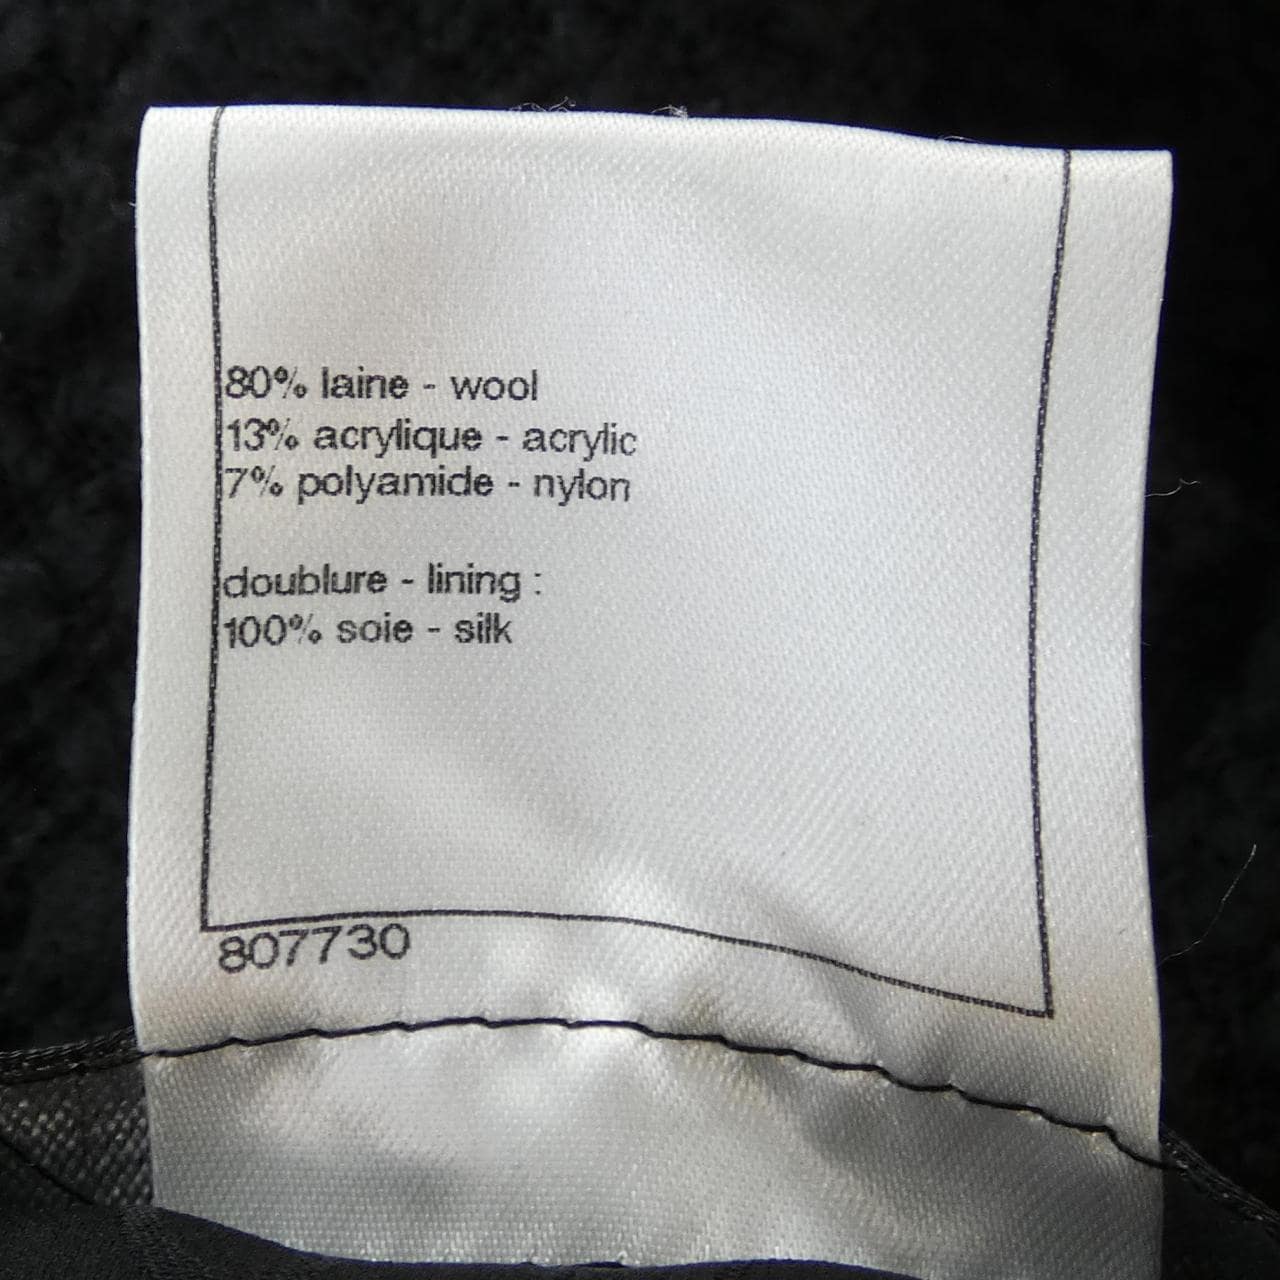 80% laine - wool
13% acrylique - acrylic
7% polyamide - nylon
doublure - lining :
100% soie - silk
807730